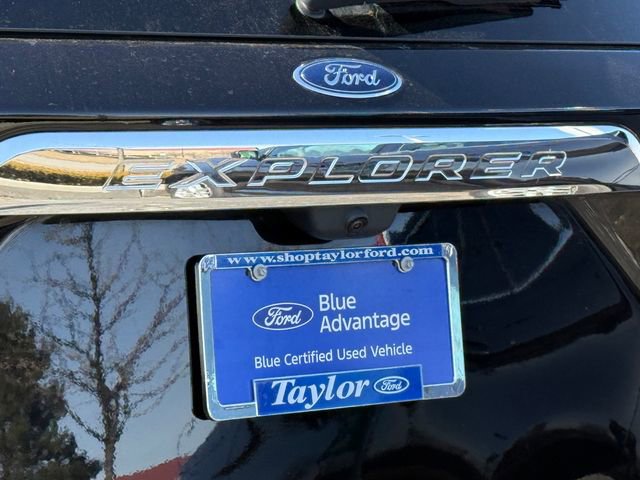 Ford
EXPLORER
www.shoptaylorford.com
Ford Blue
Advantage
Blue Certified Used Vehicle
Taylor Ford